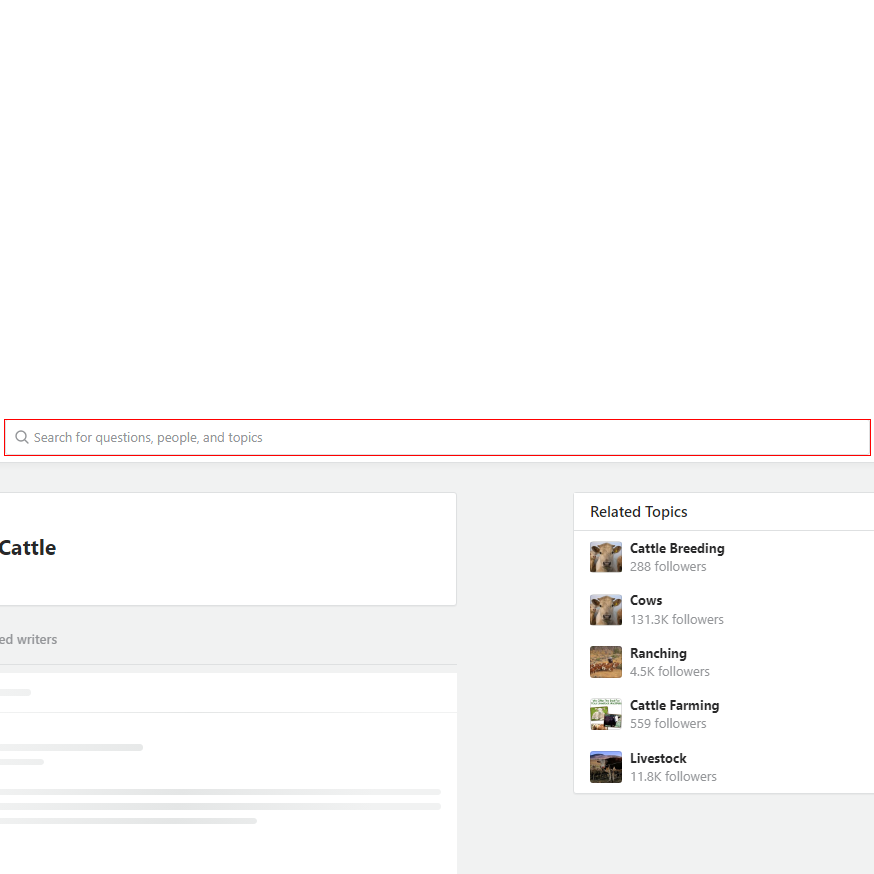 Search for questions, people, and topics
Cattle
ed writers
Related Topics
Cattle Breeding
288 followers
Cows
131.3K followers
Ranching
4.5K followers
Cattle Farming
559 followers
Livestock
11.8K followers